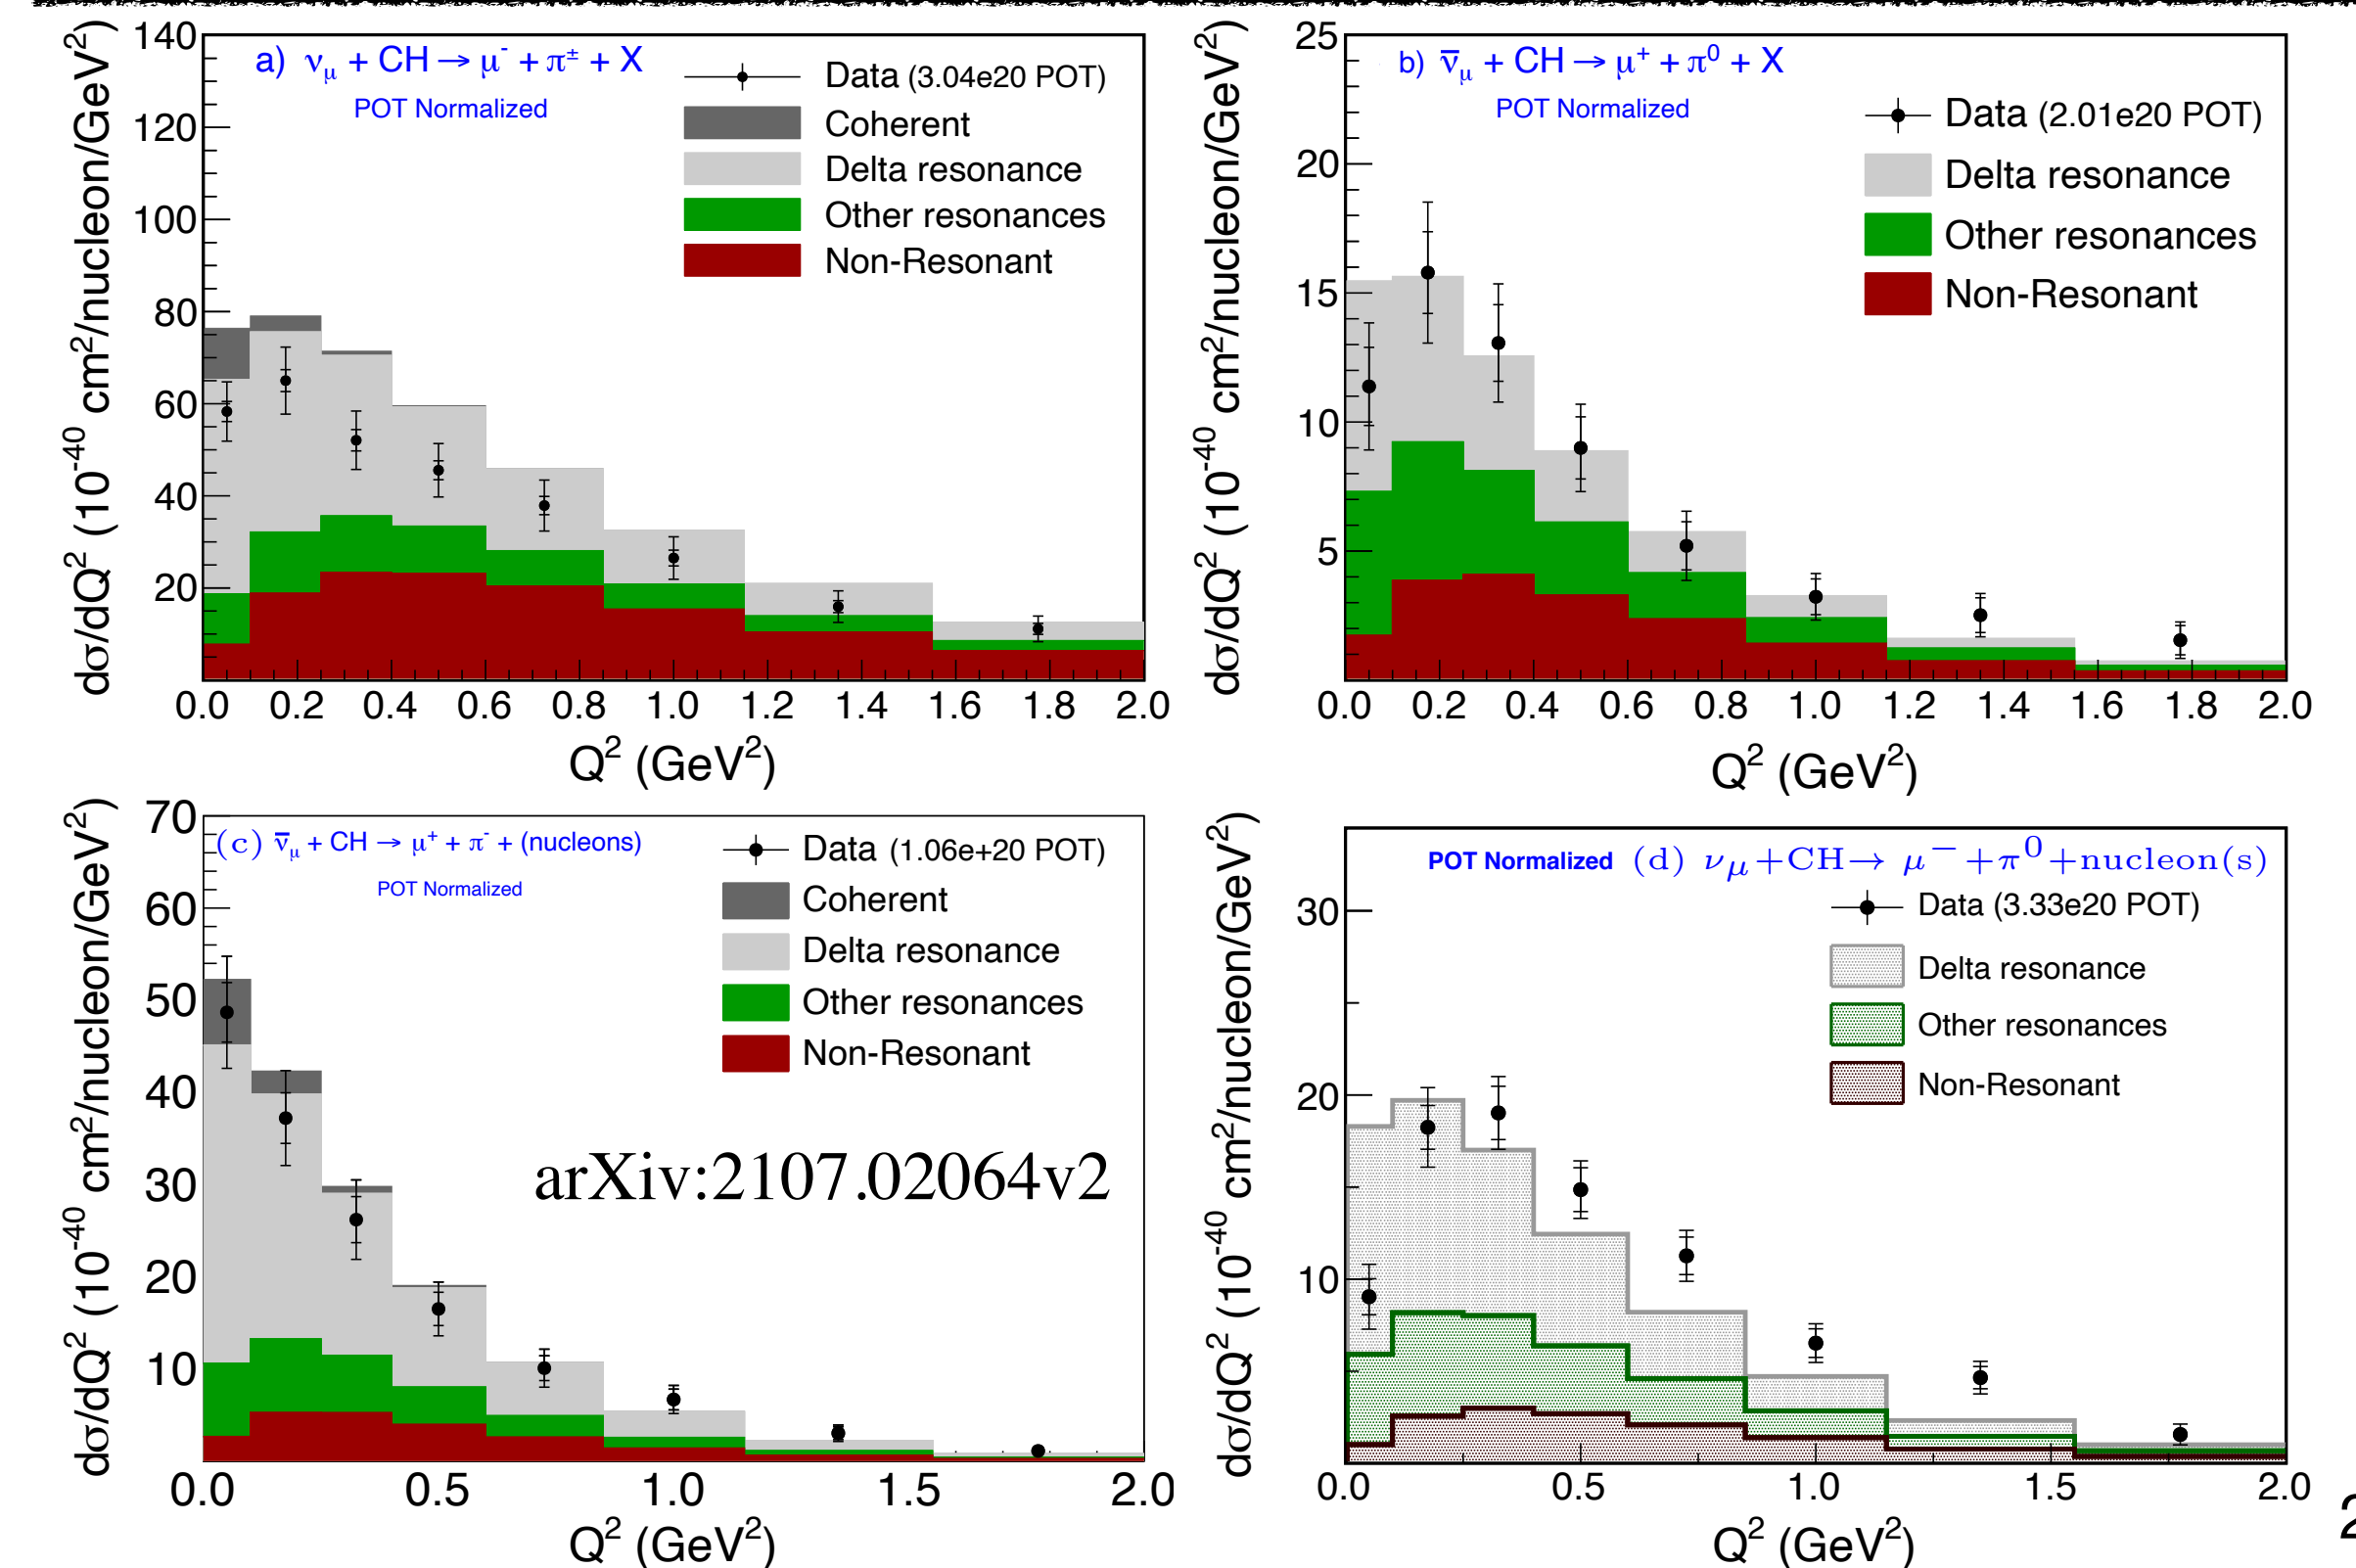 a) νμ + CH → μ- + π± + X
POT Normalized
Data (3.04e20 POT)
Coherent
Delta resonance
Other resonances
Non-Resonant
140
120
100
80
60
40
20
0.0 0.2 0.4 0.6 0.8 1.0 1.2 1.4 1.6 1.8 2.0
Q² (GeV²)
dσ/dQ² (10⁻⁴⁰ cm²/nucleon/GeV²)
b) ν̅μ + CH → μ+ + π0 + X
POT Normalized
Data (2.01e20 POT)
Delta resonance
Other resonances
Non-Resonant
25
20
15
10
5
0.0 0.2 0.4 0.6 0.8 1.0 1.2 1.4 1.6 1.8 2.0
Q² (GeV²)
dσ/dQ² (10⁻⁴⁰ cm²/nucleon/GeV²)
(c) ν̅μ + CH → μ+ + π- + (nucleons)
POT Normalized
Data (1.06e+20 POT)
Coherent
Delta resonance
Other resonances
Non-Resonant
arXiv:2107.02064v2
70
60
50
40
30
20
10
0.0 0.5 1.0 1.5 2.0
Q² (GeV²)
dσ/dQ² (10⁻⁴⁰ cm²/nucleon/GeV²)
POT Normalized (d) νμ+CH→ μ− +π0+nucleon(s)
Data (3.33e20 POT)
Delta resonance
Other resonances
Non-Resonant
30
20
10
0.0 0.5 1.0 1.5 2.0
Q² (GeV²)
dσ/dQ² (10⁻⁴⁰ cm²/nucleon/GeV²)